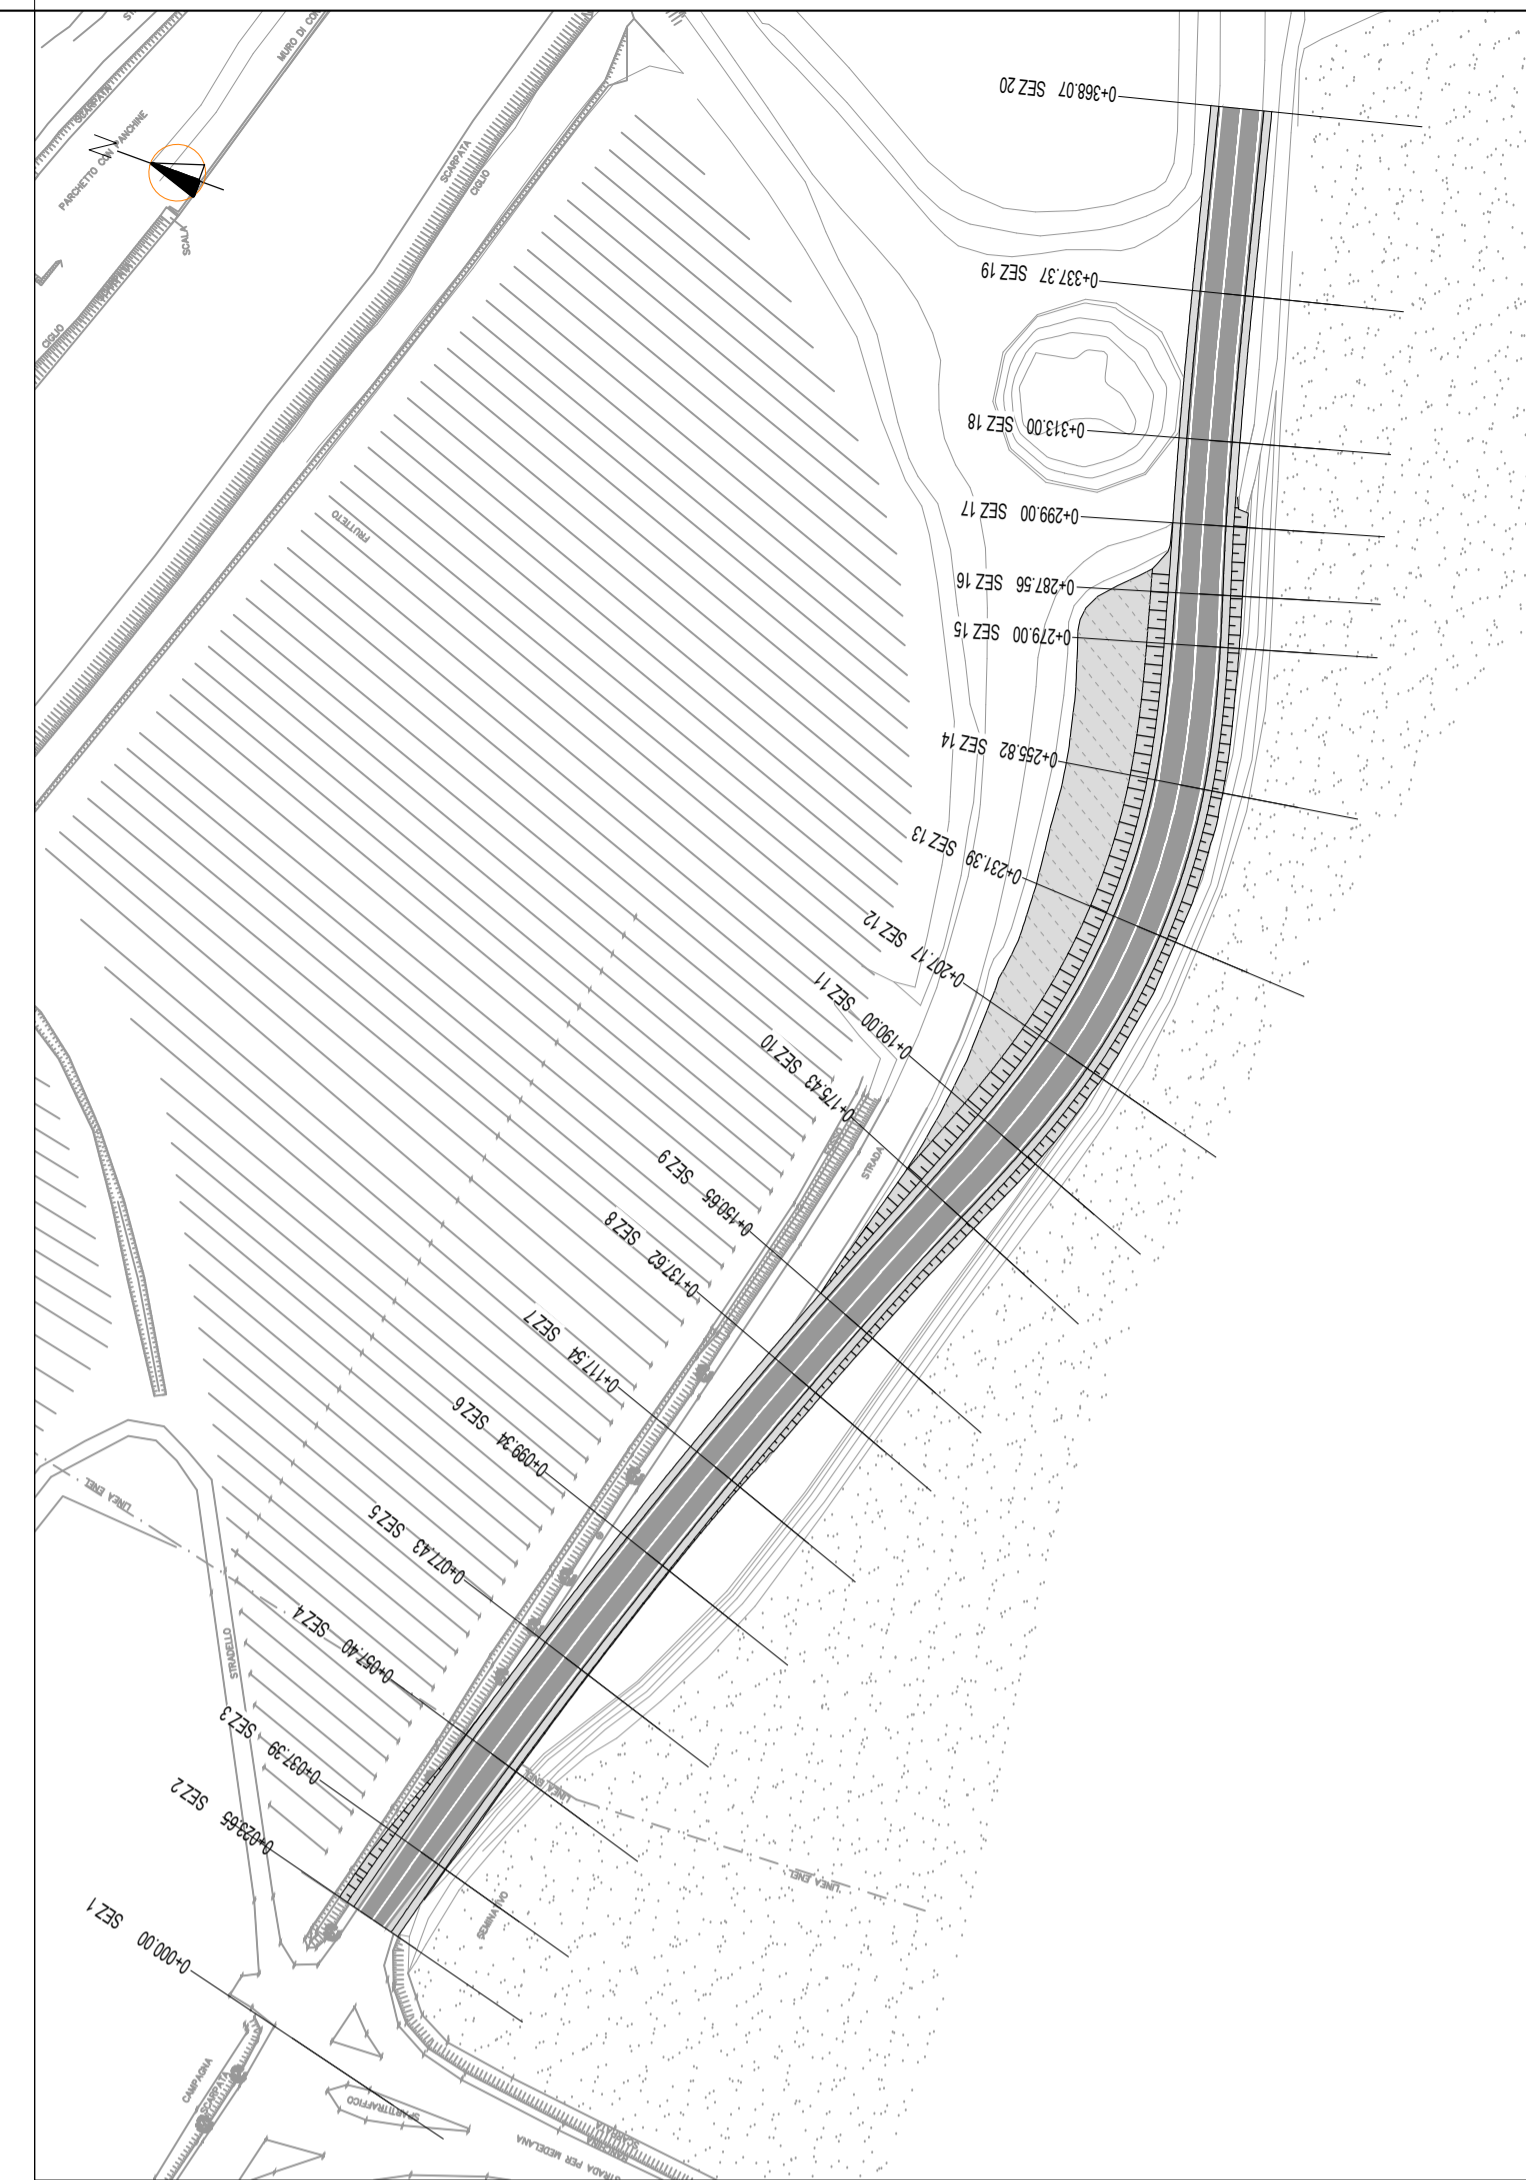 SCARPATA
PARCHETTO CON PANCHINE
N
SCALA
CIGLIO
SCARPATA
CIGLIO
FRUTTETO
0+368.07 SEZ 20
0+337.37 SEZ 19
0+313.00 SEZ 18
0+299.00 SEZ 17
0+287.56 SEZ 16
0+279.00 SEZ 15
0+255.82 SEZ 14
0+231.39 SEZ 13
0+207.17 SEZ 12
0+190.00 SEZ 11
0+175.43 SEZ 10
0+150.65 SEZ 9
0+137.62 SEZ 8
0+117.54 SEZ 7
0+099.34 SEZ 6
0+077.43 SEZ 5
0+057.40 SEZ 4
0+037.39 SEZ 3
0+023.65 SEZ 2
0+000.00 SEZ 1
STRADA
LINEA ENEL
STRADELLO
LINEA ENEL
LINEA ENEL
SEMINATIVO
CAMPAGNA
SCARPATA
SPARTITRAFFICO
SCARPATA
BANCHINA
STRADA PER MEDELANA